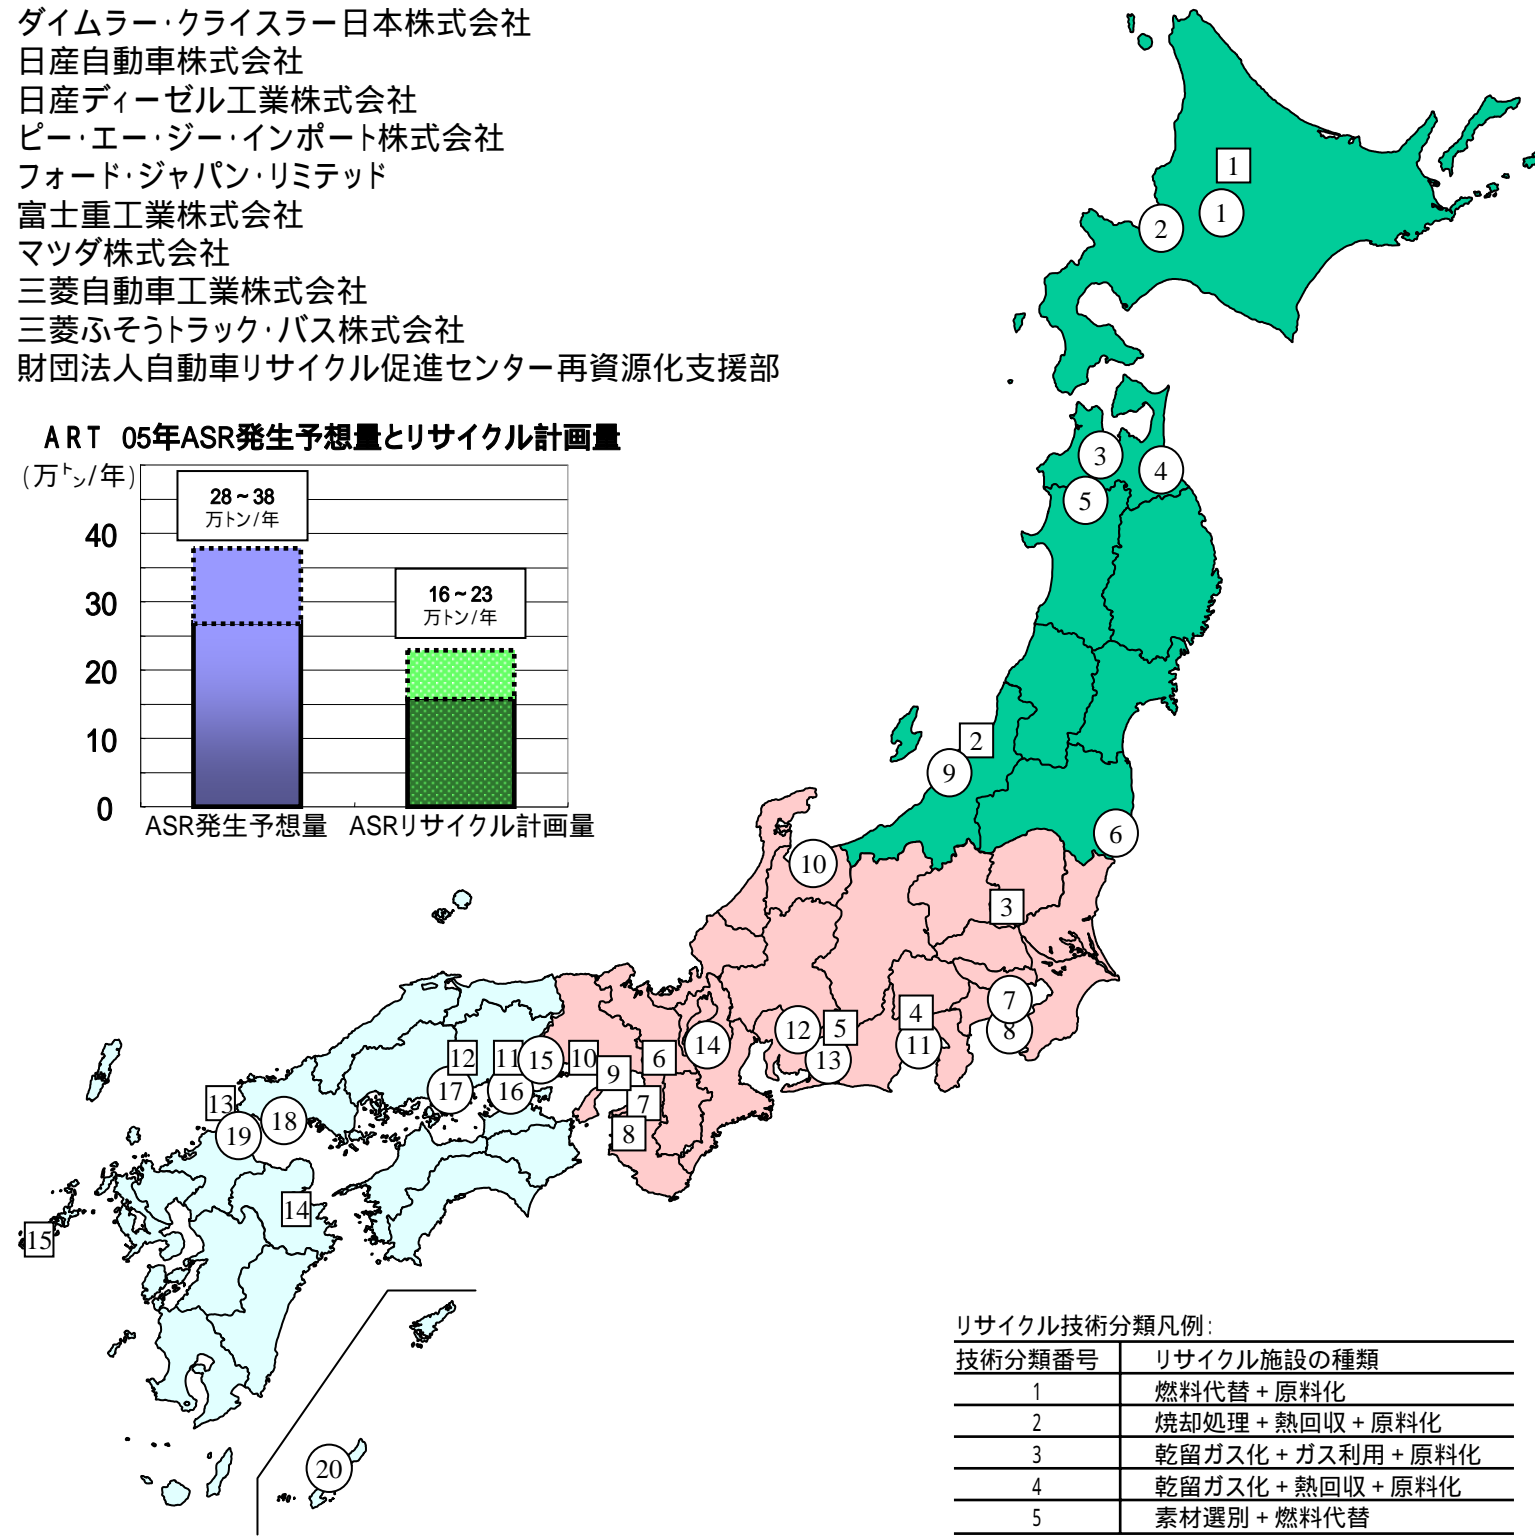 ダイムラー・クライスラー日本株式会社
日産自動車株式会社
日産ディーゼル工業株式会社
ピー・エー・ジー・インポート株式会社
フォード・ジャパン・リミテッド
富士重工業株式会社
マツダ株式会社
三菱自動車工業株式会社
三菱ふそうトラック・バス株式会社
財団法人自動車リサイクル促進センター再資源化支援部
ART 05年ASR発生予想量とリサイクル計画量
(万トン/年)
28~38
万トン/年
16~23
万トン/年
40
30
20
10
0
ASR発生予想量 ASRリサイクル計画量
1
1
2
3
4
5
2
9
6
10
3
7
8
4
11
5
12
13
14
6
15
10
9
7
8
12
11
17
16
13
18
19
14
15
20
リサイクル技術分類凡例:
技術分類番号 リサイクル施設の種類
1 燃料代替+原料化
2 焼却処理+熱回収+原料化
3 乾留ガス化+ガス利用+原料化
4 乾留ガス化+熱回収+原料化
5 素材選別+燃料代替